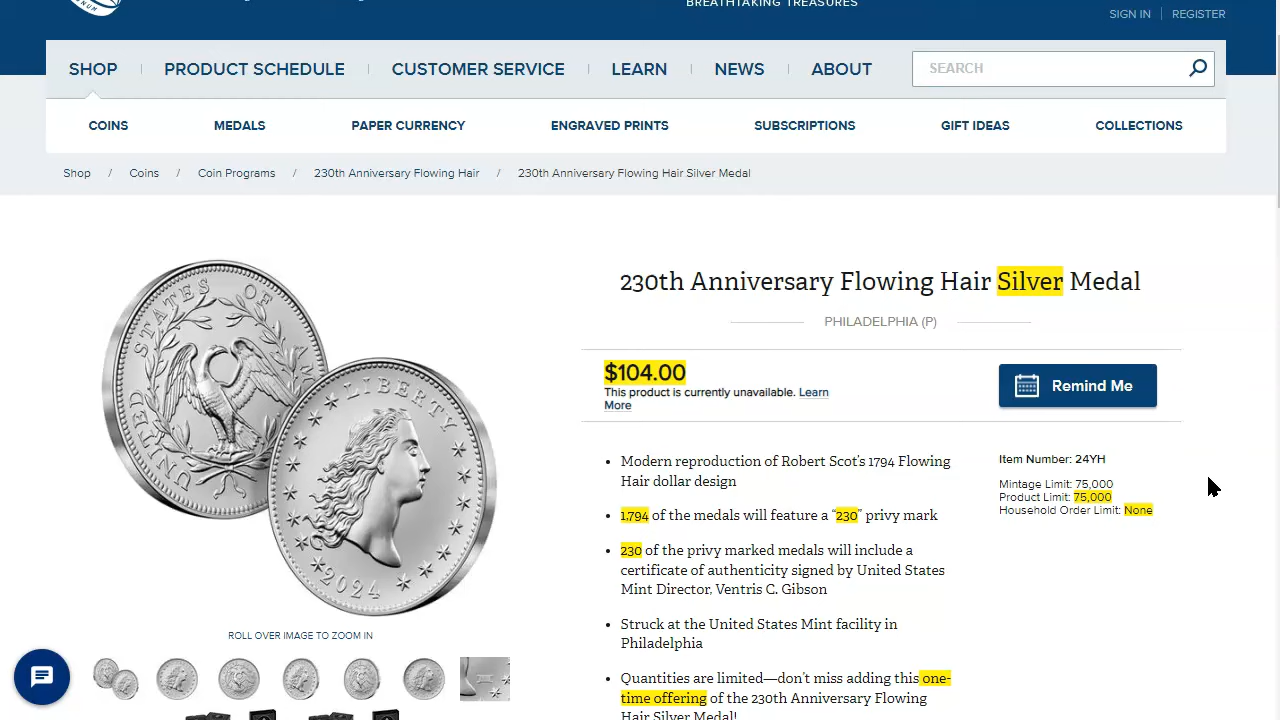 NUM
BREATHTAKING TREASURES
SIGN IN
REGISTER
SHOP
PRODUCT SCHEDULE
CUSTOMER SERVICE
LEARN
NEWS
ABOUT
SEARCH
COINS
MEDALS
PAPER CURRENCY
ENGRAVED PRINTS
SUBSCRIPTIONS
GIFT IDEAS
COLLECTIONS
Shop / Coins / Coin Programs / 230th Anniversary Flowing Hair / 230th Anniversary Flowing Hair Silver Medal
UNITED STATES OF
LIBERTY
2024
ROLL OVER IMAGE TO ZOOM IN
230th Anniversary Flowing Hair Silver Medal
PHILADELPHIA (P)
$104.00
This product is currently unavailable. Learn
More
Remind Me
• Modern reproduction of Robert Scot's 1794 Flowing
Hair dollar design
• 1,794 of the medals will feature a “230” privy mark
• 230 of the privy marked medals will include a
certificate of authenticity signed by United States
Mint Director, Ventris C. Gibson
• Struck at the United States Mint facility in
Philadelphia
• Quantities are limited—don't miss adding this one-
time offering of the 230th Anniversary Flowing
Hair Silver Medal!
Item Number: 24YH
Mintage Limit: 75,000
Product Limit: 75,000
Household Order Limit: None